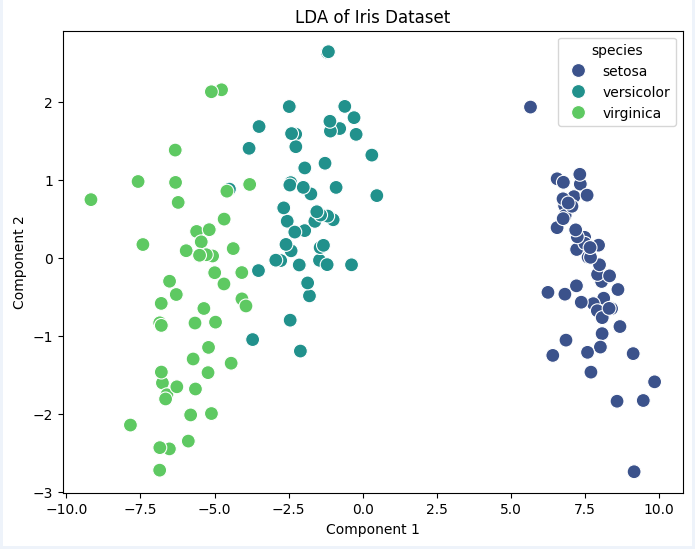 LDA of Iris Dataset
species
setosa
versicolor
virginica
Component 2
2
1
0
−1
−2
−3
−10.0 −7.5 −5.0 −2.5 0.0 2.5 5.0 7.5 10.0
Component 1